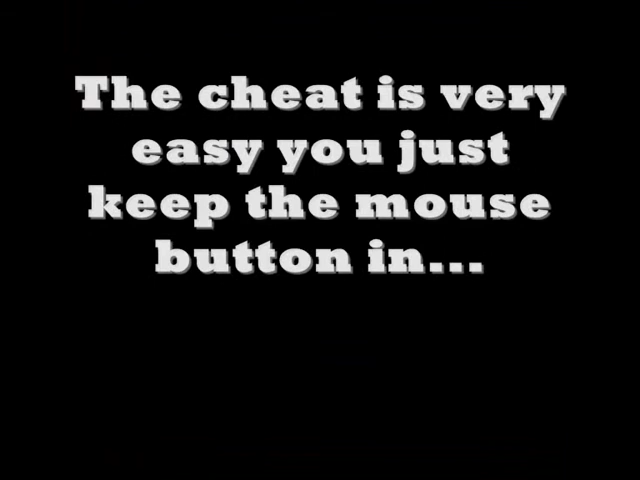 The cheat is very
easy you just
keep the mouse
button in...